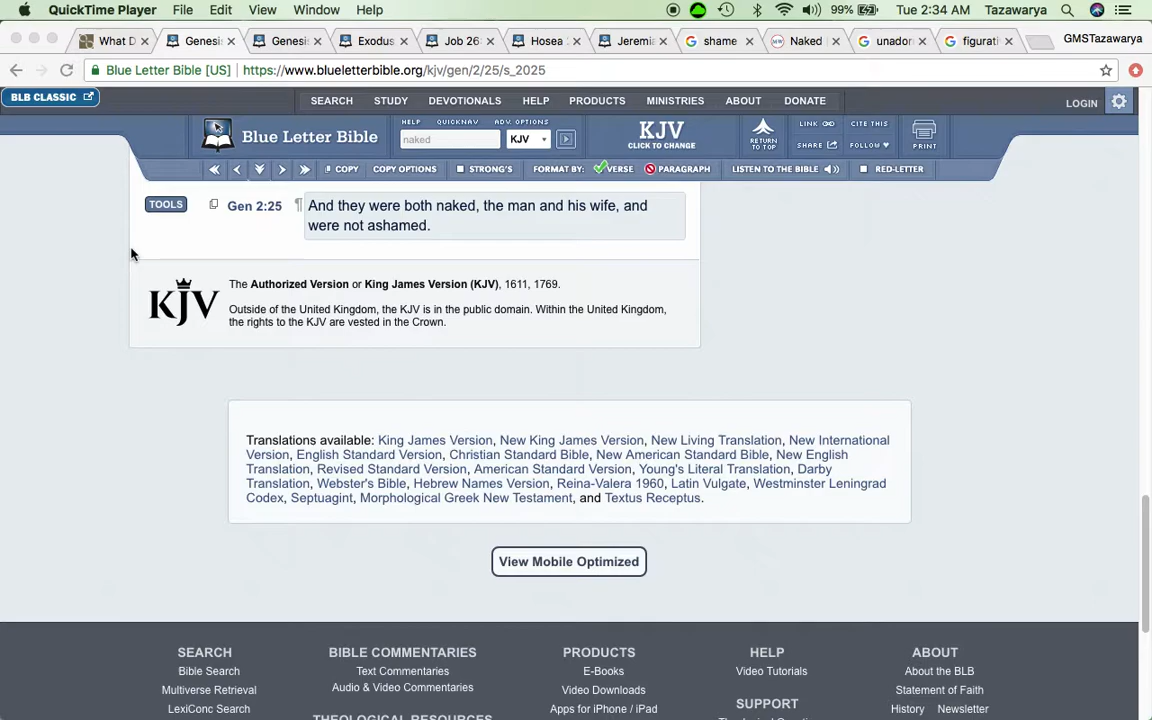 QuickTime Player File Edit View Window Help 99% Tue 2:34 AM Tazawarya
What D Genesis Genesis Exodus Job 26: Hosea 2: Jeremia shame Naked | unador figurati GMSTazawarya
Blue Letter Bible [US] https://www.blueletterbible.org/kjv/gen/2/25/s_2025
BLB CLASSIC SEARCH STUDY DEVOTIONALS HELP PRODUCTS MINISTRIES ABOUT DONATE LOGIN
HELP QUICKNAV ADV. OPTIONS LINK CITE THIS
Blue Letter Bible naked KJV KJV
CLICK TO CHANGE RETURN TO TOP SHARE FOLLOW PRINT
COPY COPY OPTIONS STRONG'S FORMAT BY: VERSE PARAGRAPH LISTEN TO THE BIBLE RED-LETTER
TOOLS Gen 2:25 ¶ And they were both naked, the man and his wife, and
were not ashamed.
KJV
The Authorized Version or King James Version (KJV), 1611, 1769.
Outside of the United Kingdom, the KJV is in the public domain. Within the United Kingdom,
the rights to the KJV are vested in the Crown.
Translations available: King James Version, New King James Version, New Living Translation, New International
Version, English Standard Version, Christian Standard Bible, New American Standard Bible, New English
Translation, Revised Standard Version, American Standard Version, Young's Literal Translation, Darby
Translation, Webster's Bible, Hebrew Names Version, Reina-Valera 1960, Latin Vulgate, Westminster Leningrad
Codex, Septuagint, Morphological Greek New Testament, and Textus Receptus.
View Mobile Optimized
SEARCH BIBLE COMMENTARIES PRODUCTS HELP ABOUT
Bible Search Text Commentaries E-Books Video Tutorials About the BLB
Multiverse Retrieval Audio & Video Commentaries Video Downloads Statement of Faith
LexiConc Search THEOLOGICAL RESOURCES Apps for iPhone / iPad SUPPORT History Newsletter